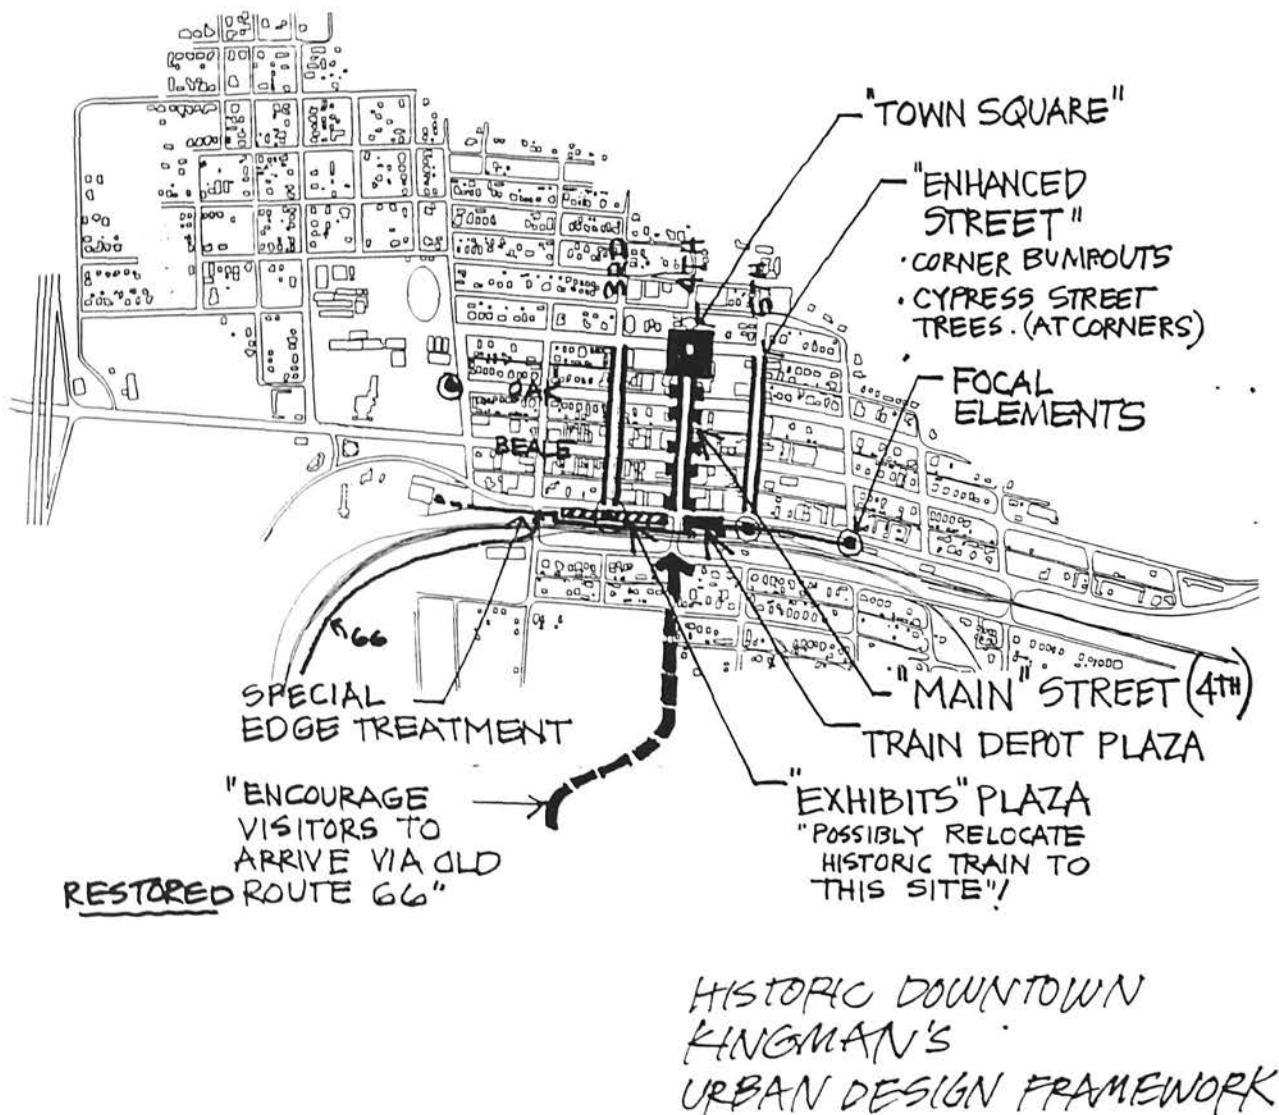 "TOWN SQUARE"
"ENHANCED
STREET"
· CORNER BUMPOUTS
· CYPRESS STREET
TREES. (AT CORNERS)
3RD
4TH
5TH
FOCAL
ELEMENTS
OAK
BEALE
66
SPECIAL
EDGE TREATMENT
"MAIN" STREET (4TH)
TRAIN DEPOT PLAZA
"EXHIBITS" PLAZA
"POSSIBLY RELOCATE
HISTORIC TRAIN TO
THIS SITE"!
"ENCOURAGE
VISITORS TO
ARRIVE VIA OLD
RESTORED ROUTE 66"
HISTORIC DOWNTOWN
KINGMAN'S
URBAN DESIGN FRAMEWORK